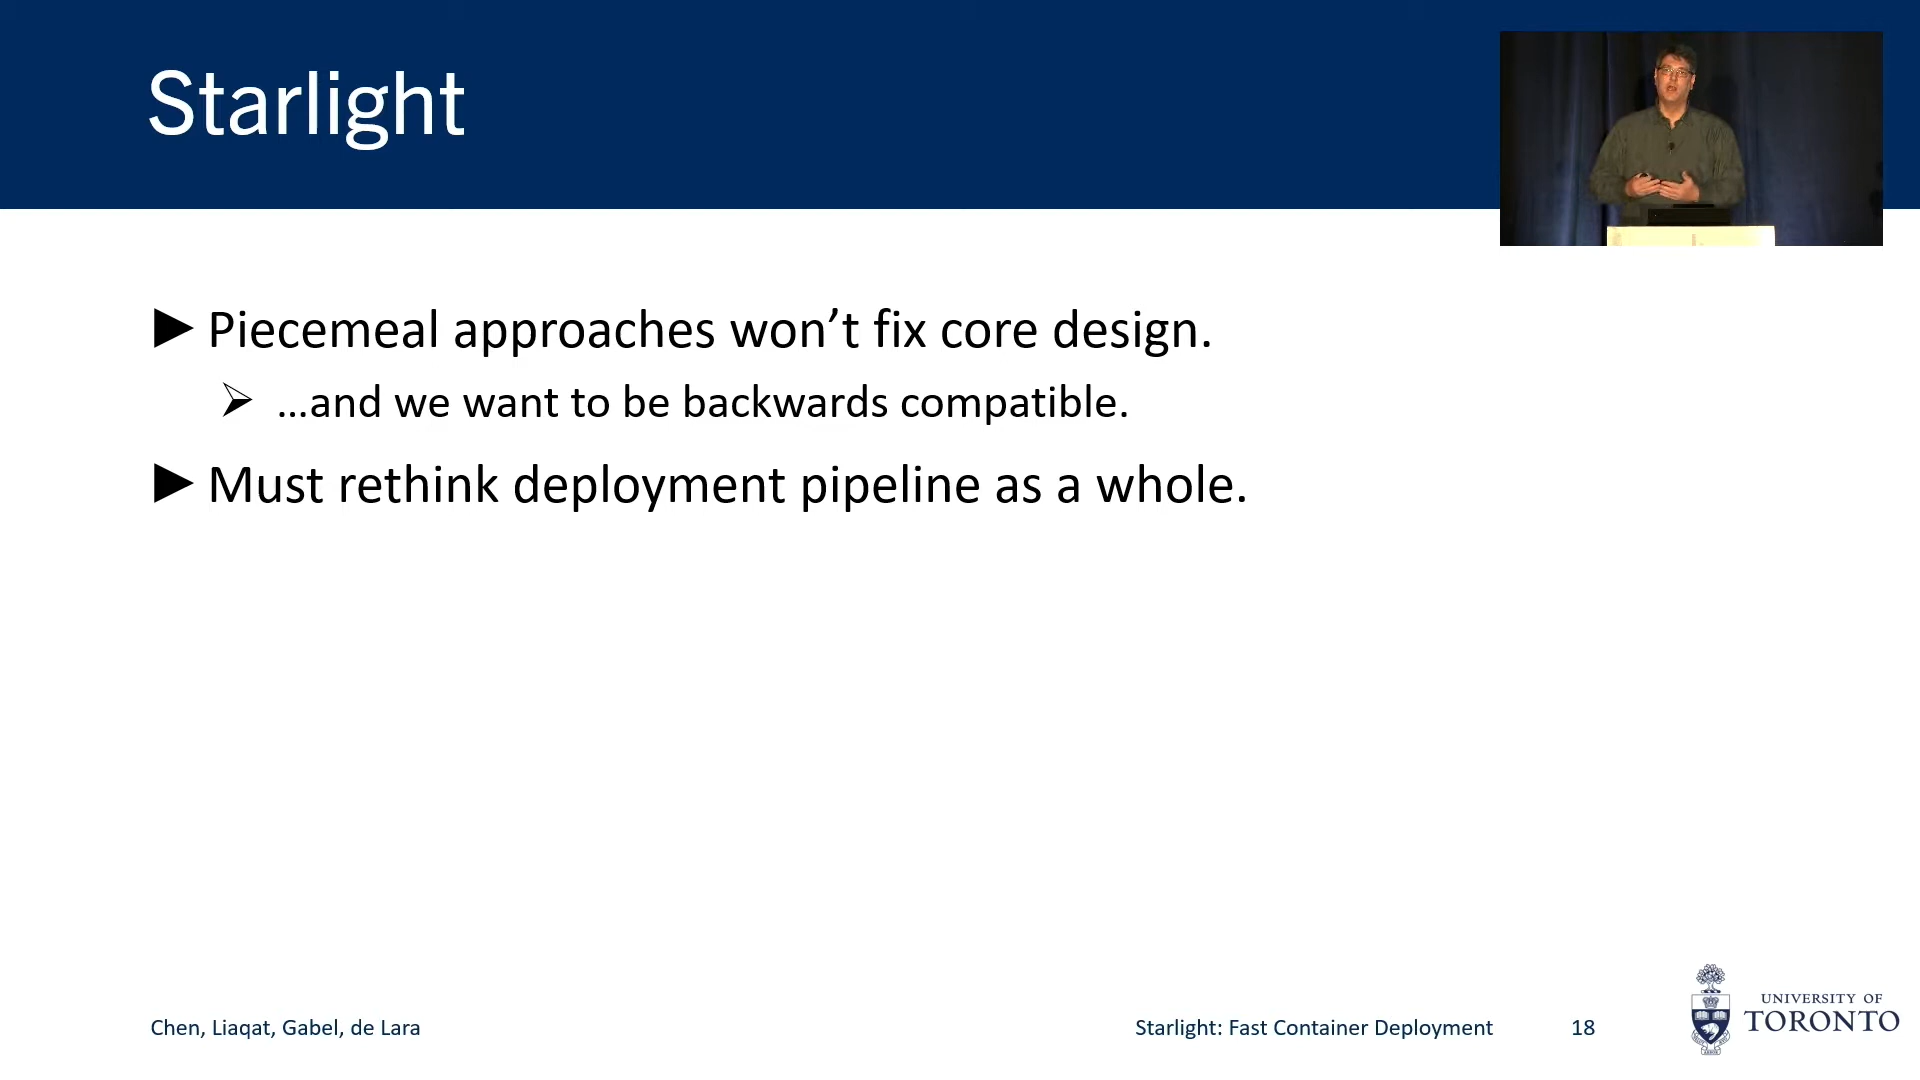 Starlight
Piecemeal approaches won’t fix core design.
…and we want to be backwards compatible.
Must rethink deployment pipeline as a whole.
Chen, Liaqat, Gabel, de Lara
Starlight: Fast Container Deployment
18
UNIVERSITY OF
TORONTO